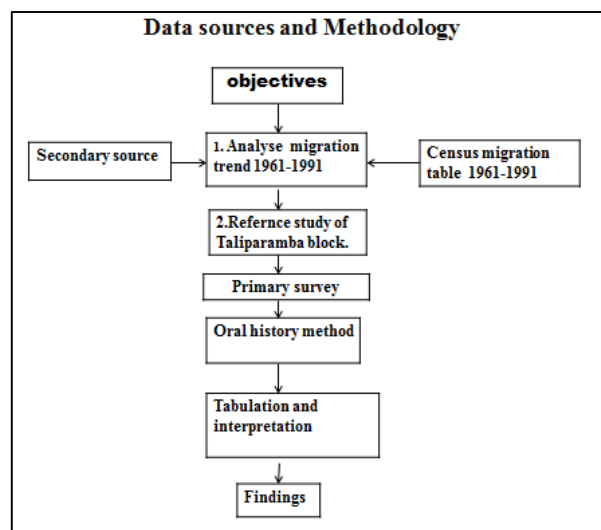 Data sources and Methodology
objectives
Secondary source
1. Analyse migration
trend 1961-1991
Census migration
table 1961-1991
2.Refernce study of
Taliparamba block.
Primary survey
Oral history method
Tabulation and
interpretation
Findings